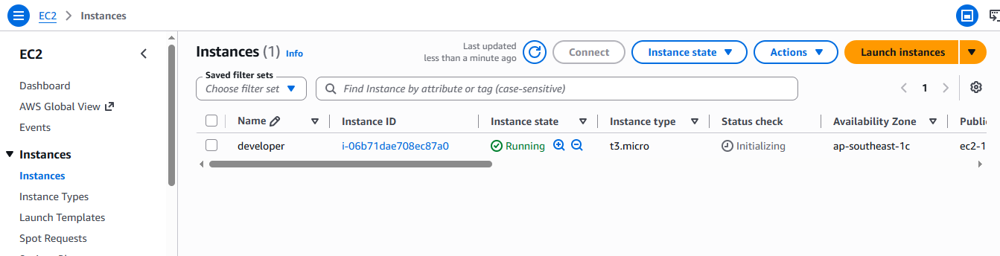 EC2 > Instances
EC2
Dashboard
AWS Global View
Events
Instances
Instances
Instance Types
Launch Templates
Spot Requests
Instances (1) Info
Last updated
less than a minute ago
Connect
Instance state
Actions
Launch instances
Saved filter sets
Choose filter set
Find Instance by attribute or tag (case-sensitive)
1
Name Instance ID Instance state Instance type Status check Availability Zone Public
developer i-06b71dae708ec87a0 Running t3.micro Initializing ap-southeast-1c ec2-1